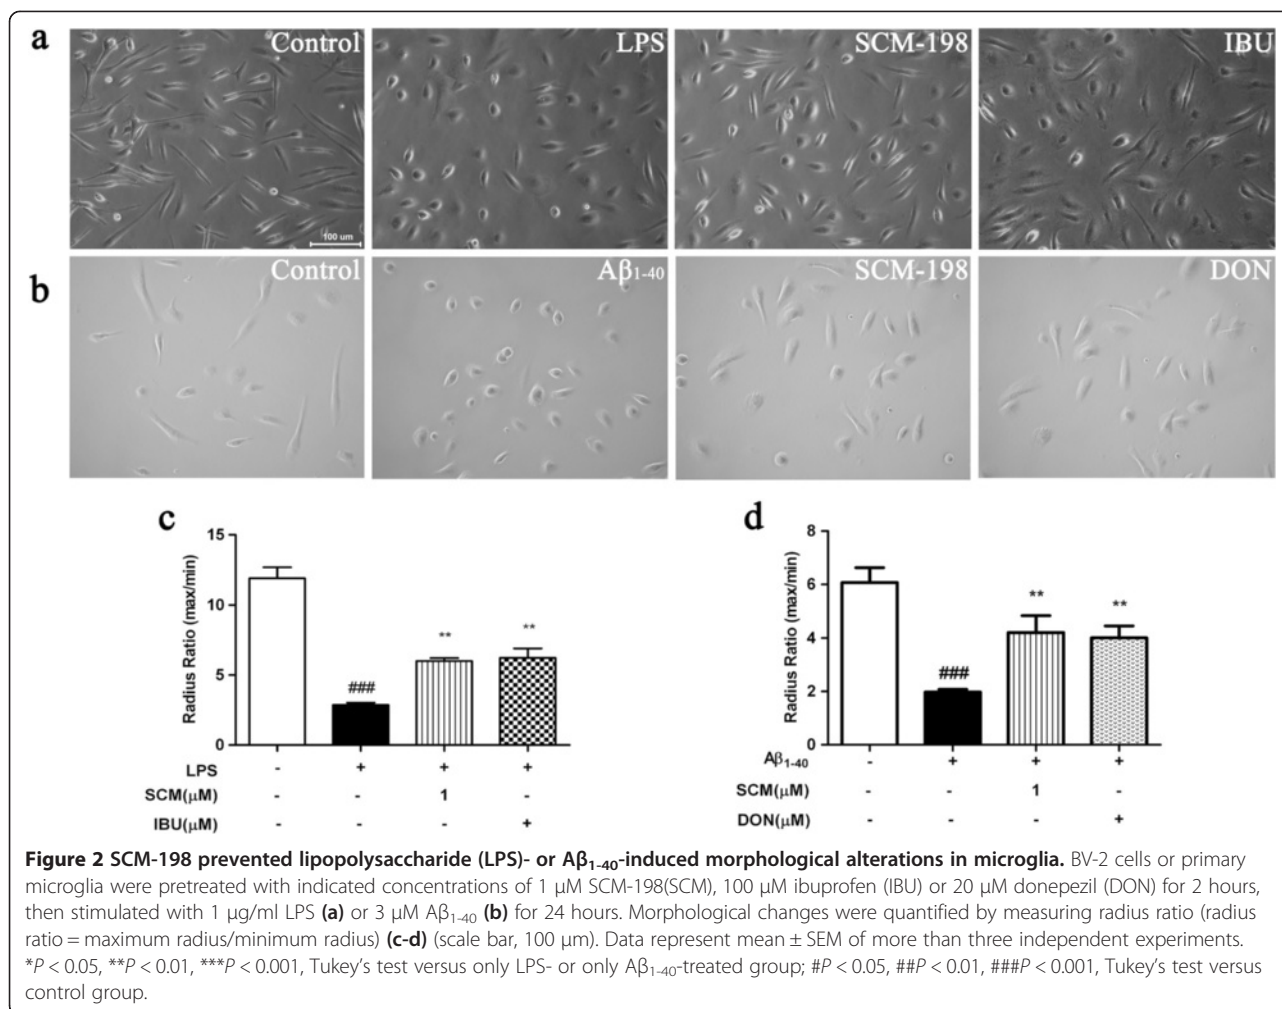 a
Control
LPS
SCM-198
IBU
100 um
b
Control
Aβ1-40
SCM-198
DON
c
15
10
5
0
Radius Ratio (max/min)
###
**
**
LPS - + + +
SCM(μM) - - 1 -
IBU(μM) - - - +
d
8
6
4
2
0
Radius Ratio (max/min)
###
**
**
Aβ1-40 - + + +
SCM(μM) - - 1 -
DON(μM) - - - +
Figure 2 SCM-198 prevented lipopolysaccharide (LPS)- or Aβ1-40-induced morphological alterations in microglia. BV-2 cells or primary
microglia were pretreated with indicated concentrations of 1 μM SCM-198(SCM), 100 μM ibuprofen (IBU) or 20 μM donepezil (DON) for 2 hours,
then stimulated with 1 μg/ml LPS (a) or 3 μM Aβ1-40 (b) for 24 hours. Morphological changes were quantified by measuring radius ratio (radius
ratio = maximum radius/minimum radius) (c-d) (scale bar, 100 μm). Data represent mean ± SEM of more than three independent experiments.
*P < 0.05, **P < 0.01, ***P < 0.001, Tukey's test versus only LPS- or only Aβ1-40-treated group; #P < 0.05, ##P < 0.01, ###P < 0.001, Tukey's test versus
control group.